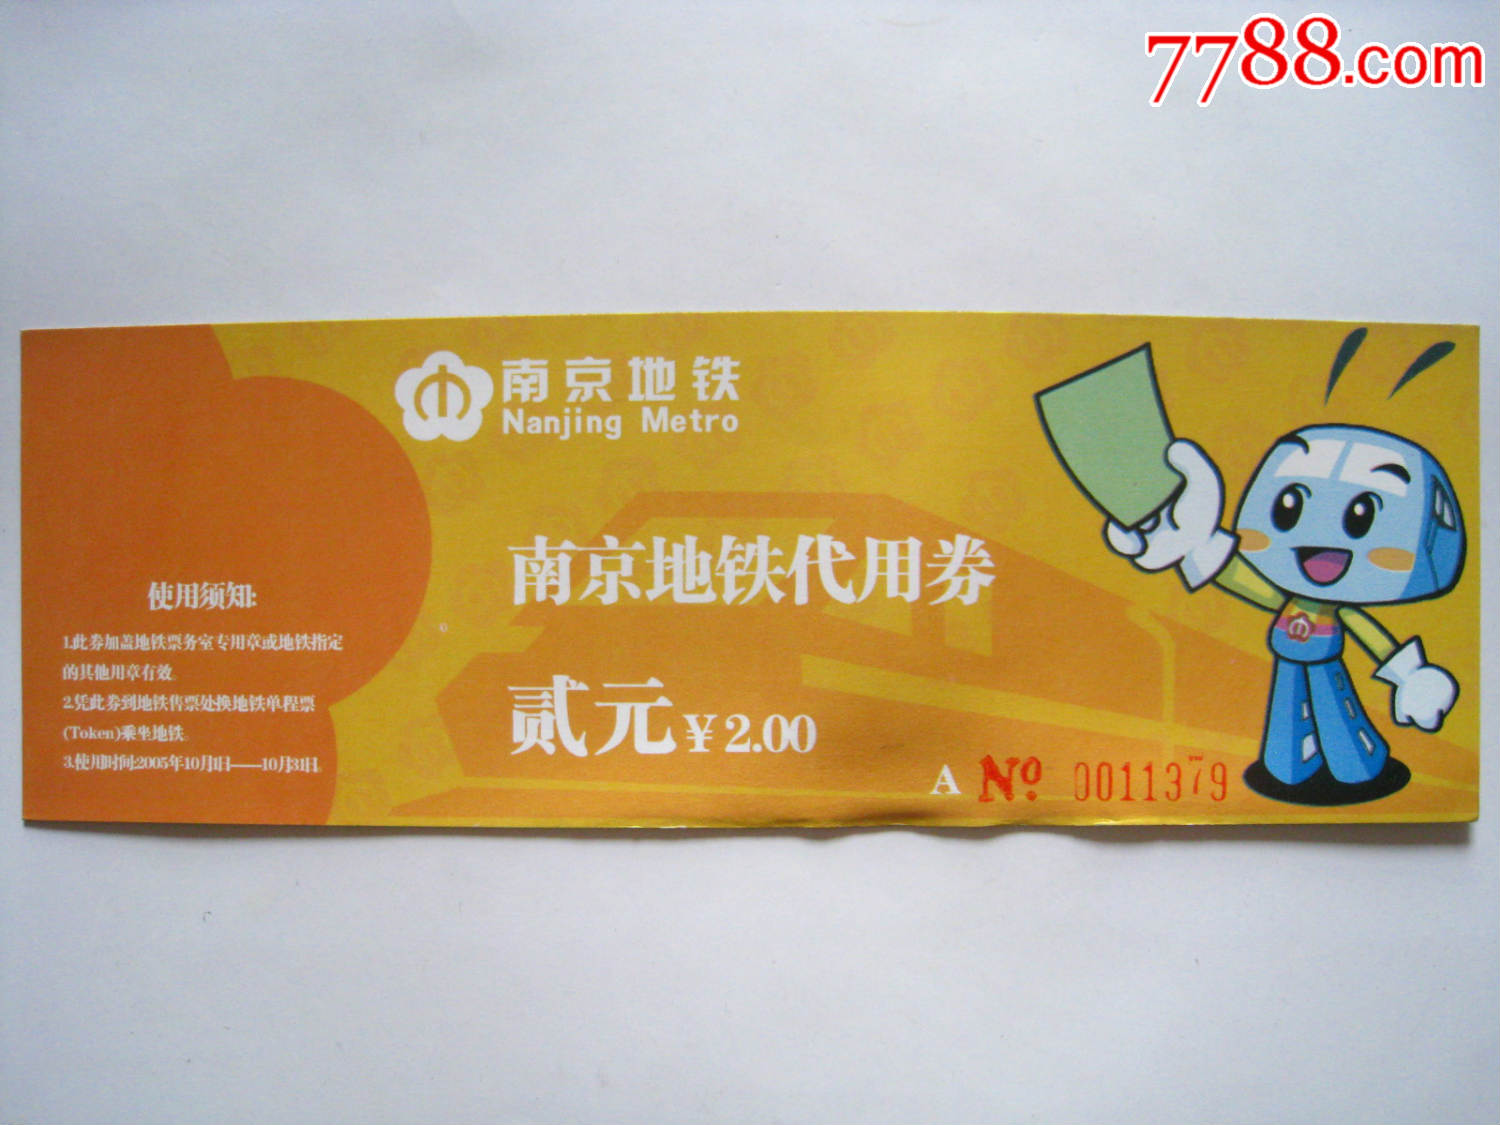 7788.com
南京地铁
Nanjing Metro
南京地铁代用券
贰元 ¥2.00
A № 0011379
使用须知:
1.此券加盖地铁票务室专用章或地铁指定
的其他用章有效。
2.凭此券到地铁售票处换地铁单程票
(Token)乘坐地铁。
3.使用时间:2005年10月1日——10月31日。